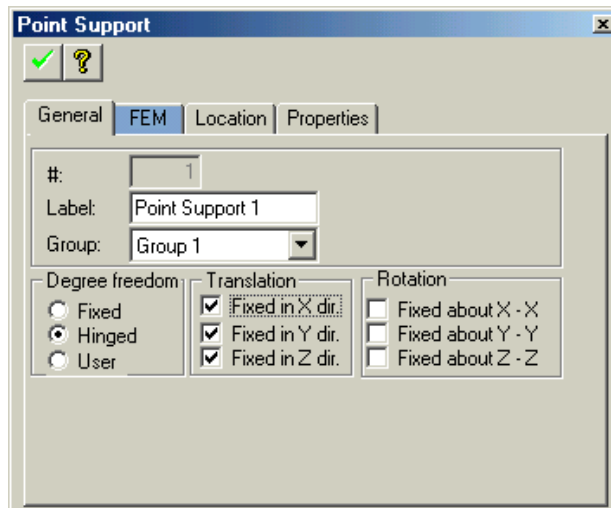 Point Support
General FEM Location Properties
#: 1
Label: Point Support 1
Group: Group 1
Degree freedom Translation Rotation
Fixed Fixed in X dir. Fixed about X - X
Hinged Fixed in Y dir. Fixed about Y - Y
User Fixed in Z dir. Fixed about Z - Z